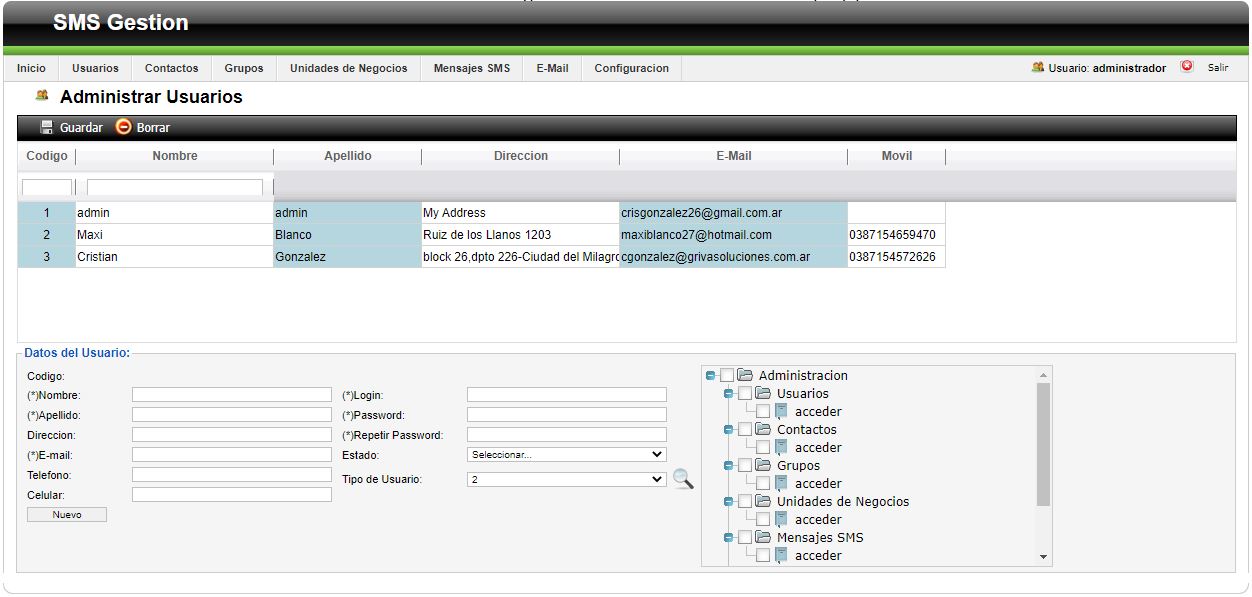 SMS Gestion
Inicio Usuarios Contactos Grupos Unidades de Negocios Mensajes SMS E-Mail Configuracion Usuario: administrador Salir
Administrar Usuarios
Guardar Borrar
Codigo Nombre Apellido Direccion E-Mail Movil
1 admin admin My Address crisgonzalez26@gmail.com.ar
2 Maxi Blanco Ruiz de los Llanos 1203 maxiblanco27@hotmail.com 0387154659470
3 Cristian Gonzalez block 26,dpto 226-Ciudad del Milagro cgonzalez@grivasoluciones.com.ar 0387154572626
Datos del Usuario:
Codigo:
(*)Nombre:
(*)Apellido:
Direccion:
(*)E-mail:
Telefono:
Celular:
Nuevo
(*)Login:
(*)Password:
(*)Repetir Password:
Estado: Seleccionar...
Tipo de Usuario: 2
Administracion
Usuarios
acceder
Contactos
acceder
Grupos
acceder
Unidades de Negocios
acceder
Mensajes SMS
acceder